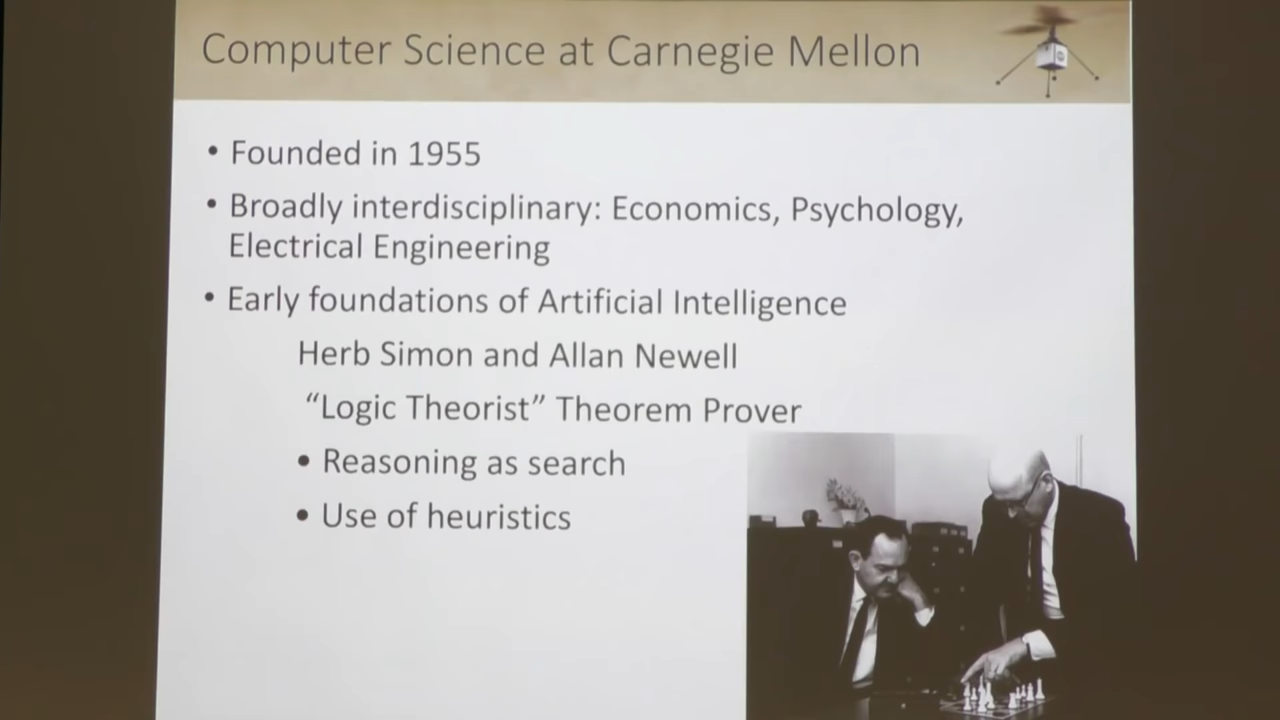 Computer Science at Carnegie Mellon
• Founded in 1955
• Broadly interdisciplinary: Economics, Psychology,
Electrical Engineering
• Early foundations of Artificial Intelligence
Herb Simon and Allan Newell
“Logic Theorist” Theorem Prover
• Reasoning as search
• Use of heuristics